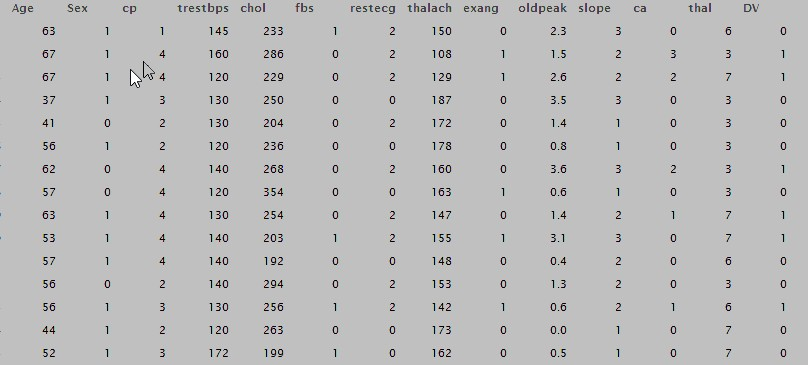 Age Sex cp trestbps chol fbs restecg thalach exang oldpeak slope ca thal DV
63 1 1 145 233 1 2 150 0 2.3 3 0 6 0
67 1 4 160 286 0 2 108 1 1.5 2 3 3 1
67 1 4 120 229 0 2 129 1 2.6 2 2 7 1
37 1 3 130 250 0 0 187 0 3.5 3 0 3 0
41 0 2 130 204 0 2 172 0 1.4 1 0 3 0
56 1 2 120 236 0 0 178 0 0.8 1 0 3 0
62 0 4 140 268 0 2 160 0 3.6 3 2 3 1
57 0 4 120 354 0 0 163 1 0.6 1 0 3 0
63 1 4 130 254 0 2 147 0 1.4 2 1 7 1
53 1 4 140 203 1 2 155 1 3.1 3 0 7 1
57 1 4 140 192 0 0 148 0 0.4 2 0 6 0
56 0 2 140 294 0 2 153 0 1.3 2 0 3 0
56 1 3 130 256 1 2 142 1 0.6 2 1 6 1
44 1 2 120 263 0 0 173 0 0.0 1 0 7 0
52 1 3 172 199 1 0 162 0 0.5 1 0 7 0